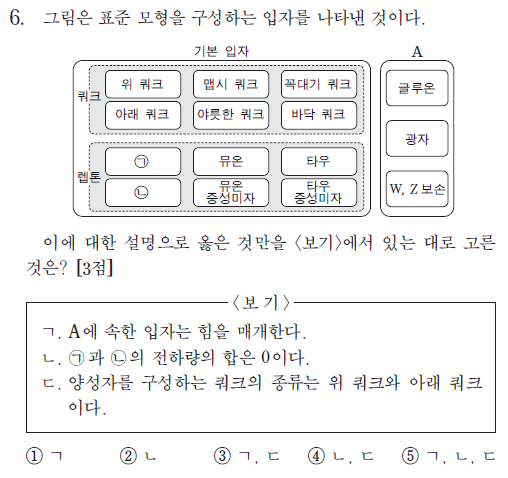 6. 그림은 표준 모형을 구성하는 입자를 나타낸 것이다.
기본 입자 A
쿼크
위 쿼크 맵시 쿼크 꼭대기 쿼크
아래 쿼크 야릇한 쿼크 바닥 쿼크
렙톤
㉠ 뮤온 타우
㉡ 뮤온 중성미자 타우 중성미자
글루온
광자
W, Z 보손
이에 대한 설명으로 옳은 것만을 〈보기〉에서 있는 대로 고른
것은? [3점]
〈보 기〉
ㄱ. A에 속한 입자는 힘을 매개한다.
ㄴ. ㉠과 ㉡의 전하량의 합은 0이다.
ㄷ. 양성자를 구성하는 쿼크의 종류는 위 쿼크와 아래 쿼크
이다.
① ㄱ ② ㄴ ③ ㄱ, ㄷ ④ ㄴ, ㄷ ⑤ ㄱ, ㄴ, ㄷ